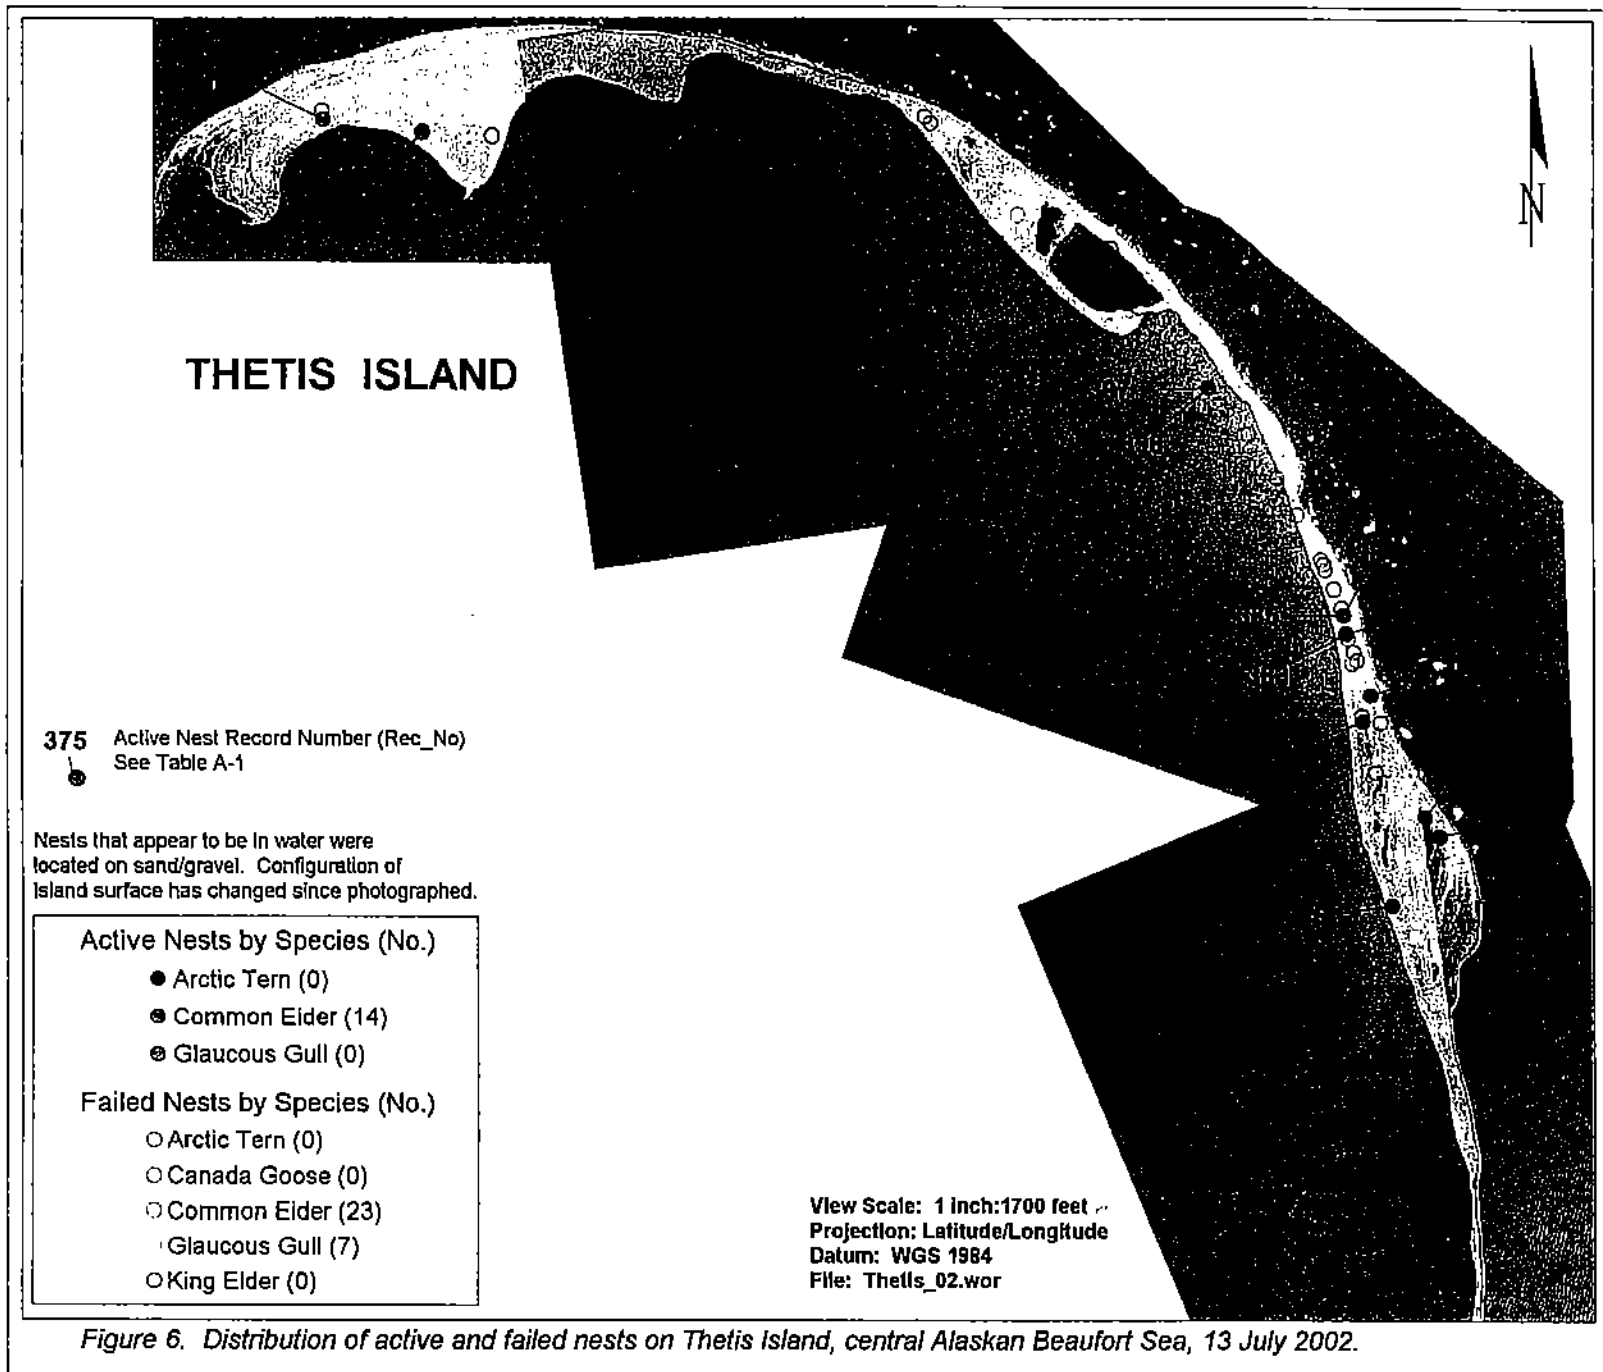 N
THETIS ISLAND
375 Active Nest Record Number (Rec_No)
See Table A-1
Nests that appear to be in water were
located on sand/gravel. Configuration of
island surface has changed since photographed.
Active Nests by Species (No.)
Arctic Tern (0)
Common Eider (14)
Glaucous Gull (0)
Failed Nests by Species (No.)
Arctic Tern (0)
Canada Goose (0)
Common Eider (23)
Glaucous Gull (7)
King Eider (0)
View Scale: 1 inch:1700 feet
Projection: Latitude/Longitude
Datum: WGS 1984
File: Thetis_02.wor
Figure 6. Distribution of active and failed nests on Thetis Island, central Alaskan Beaufort Sea, 13 July 2002.